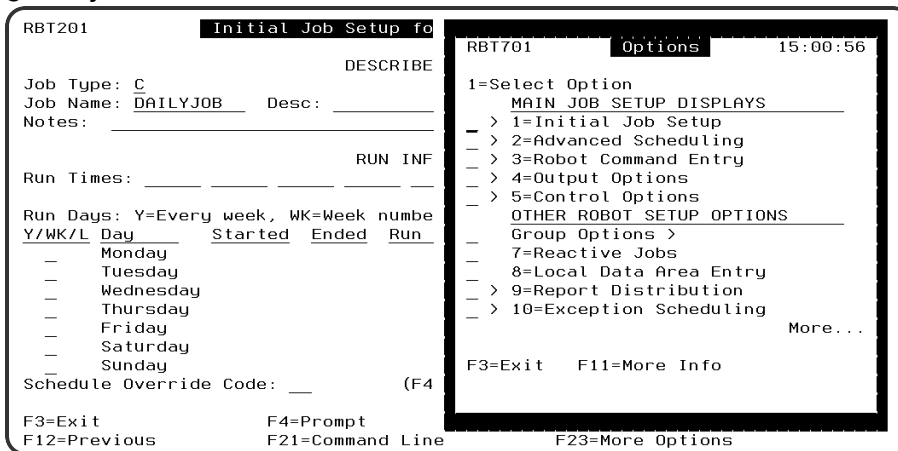 RBT201 Initial Job Setup fo
DESCRIBE
Job Type: C
Job Name: DAILYJOB Desc:
Notes:
RUN INF
Run Times:
Run Days: Y=Every week, WK=Week numbe
Y/WK/L Day Started Ended Run
Monday
Tuesday
Wednesday
Thursday
Friday
Saturday
Sunday
Schedule Override Code: __ (F4
F3=Exit F4=Prompt
F12=Previous F21=Command Line F23=More Options
RBT701 Options 15:00:56
1=Select Option
MAIN JOB SETUP DISPLAYS
_ > 1=Initial Job Setup
_ > 2=Advanced Scheduling
_ > 3=Robot Command Entry
_ > 4=Output Options
_ > 5=Control Options
OTHER ROBOT SETUP OPTIONS
_ Group Options >
_ 7=Reactive Jobs
_ 8=Local Data Area Entry
_ > 9=Report Distribution
_ > 10=Exception Scheduling
More...
F3=Exit F11=More Info